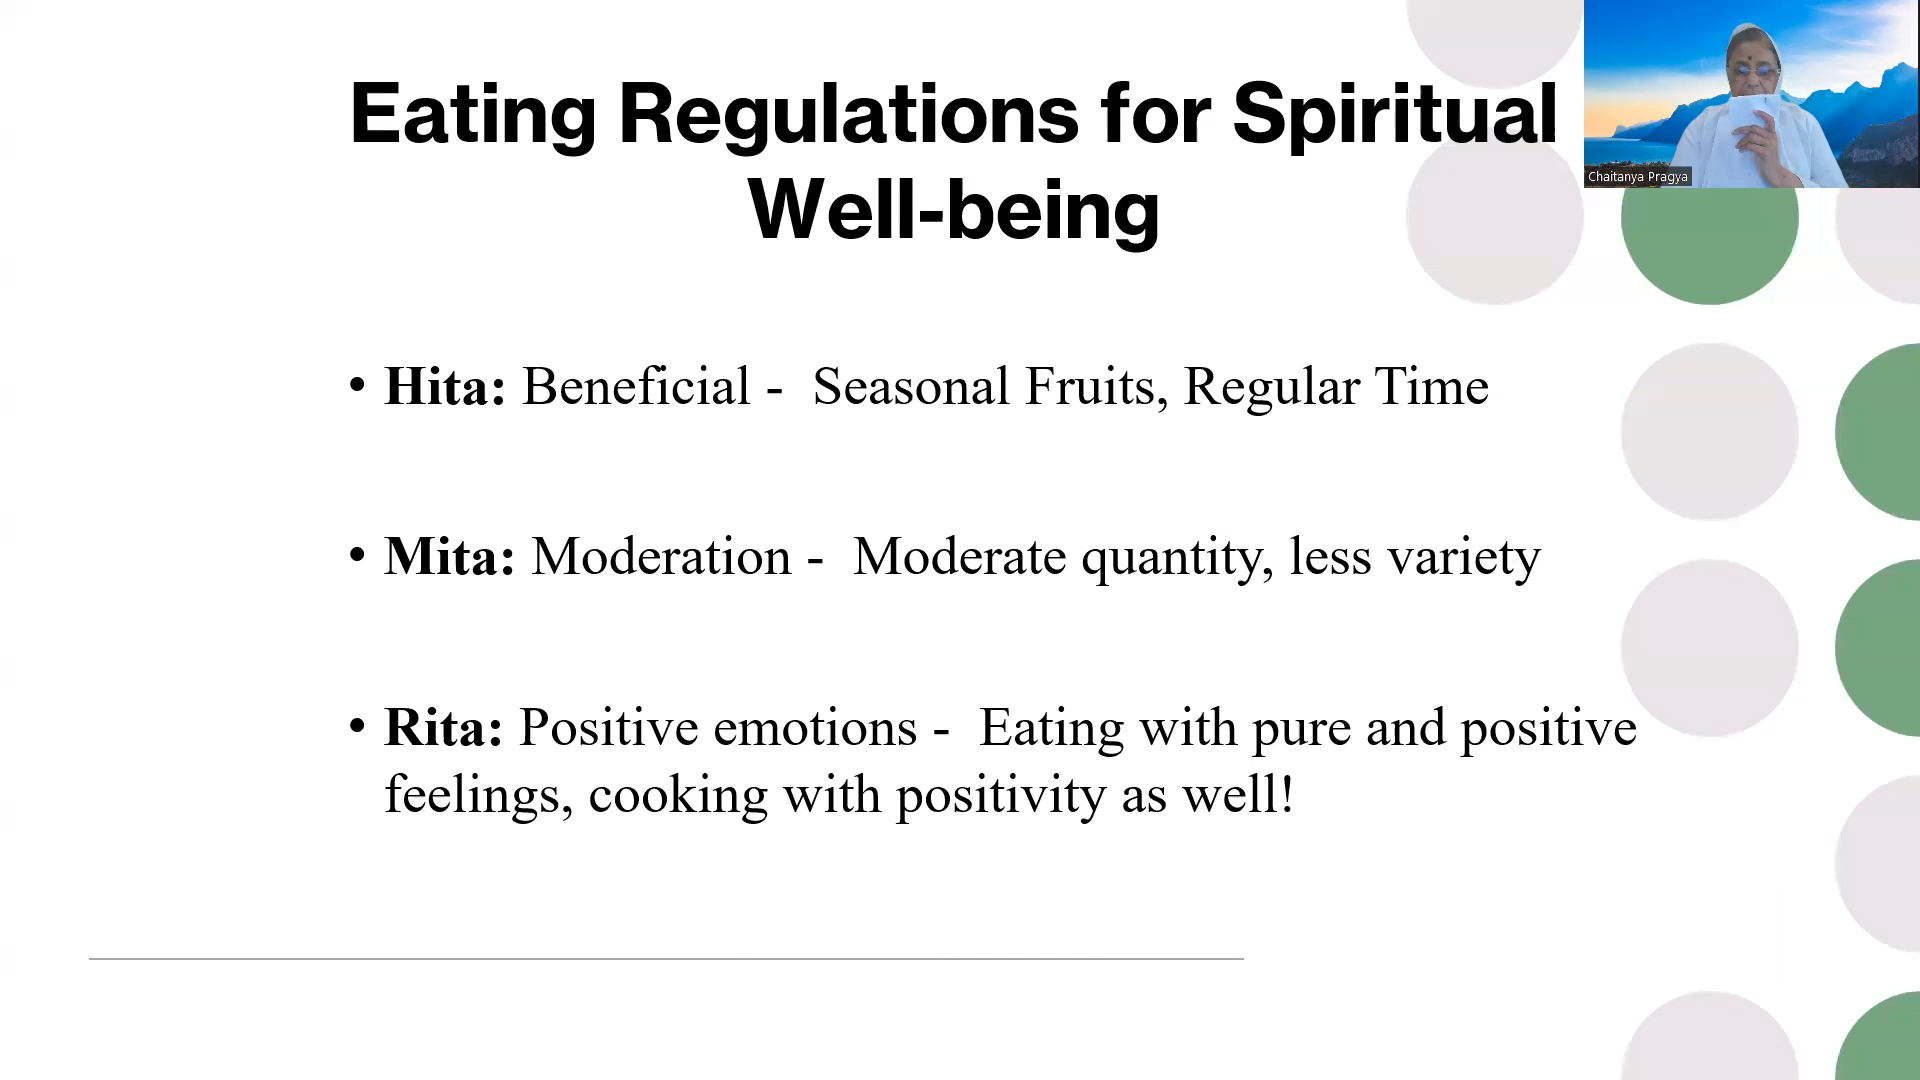 Eating Regulations for Spiritual
Well-being
Chaitanya Pragya
• Hita: Beneficial - Seasonal Fruits, Regular Time
• Mita: Moderation - Moderate quantity, less variety
• Rita: Positive emotions - Eating with pure and positive
feelings, cooking with positivity as well!